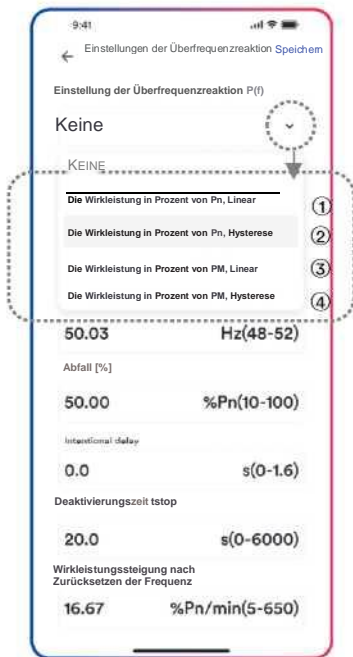 9:41
Einstellungen der Überfrequenzreaktion Speichern
Einstellung der Überfrequenzreaktion P(f)
Keine
KEINE
Die Wirkleistung in Prozent von Pn, Linear ①
Die Wirkleistung in Prozent von Pn, Hysterese ②
Die Wirkleistung in Prozent von PM, Linear ③
Die Wirkleistung in Prozent von PM, Hysterese ④
50.03 Hz(48-52)
Abfall [%]
50.00 %Pn(10-100)
Intentional delay
0.0 s(0-1.6)
Deaktivierungszeit tstop
20.0 s(0-6000)
Wirkleistungssteigung nach
Zurücksetzen der Frequenz
16.67 %Pn/min(5-650)